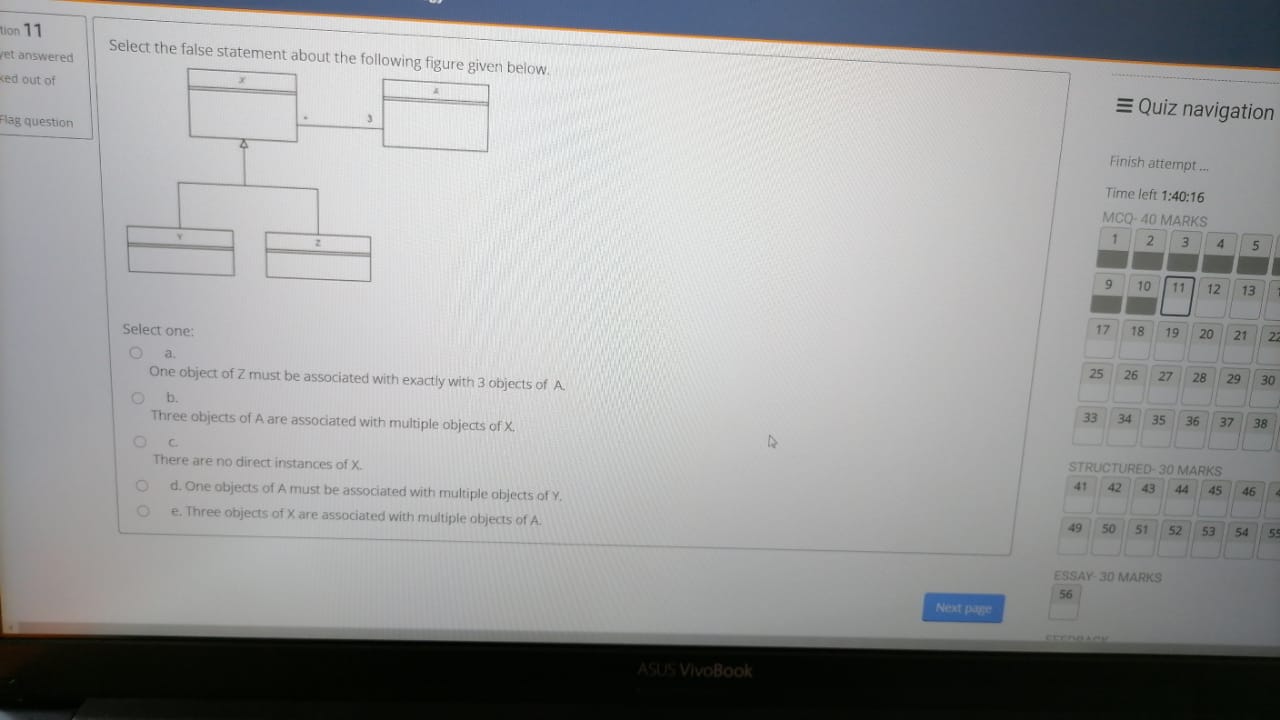 tion 11
yet answered
ked out of
Flag question
Select the false statement about the following figure given below.
X
A
*
3
Y
Z
Select one:
a.
One object of Z must be associated with exactly with 3 objects of A.
b.
Three objects of A are associated with multiple objects of X.
c.
There are no direct instances of X.
d. One objects of A must be associated with multiple objects of Y.
e. Three objects of X are associated with multiple objects of A.
Next page
Quiz navigation
Finish attempt ...
Time left 1:40:16
MCQ- 40 MARKS
1 2 3 4 5
9 10 11 12 13
17 18 19 20 21 22
25 26 27 28 29 30
33 34 35 36 37 38
STRUCTURED- 30 MARKS
41 42 43 44 45 46
49 50 51 52 53 54 55
ESSAY- 30 MARKS
56
FEEDBACK
ASUS VivoBook